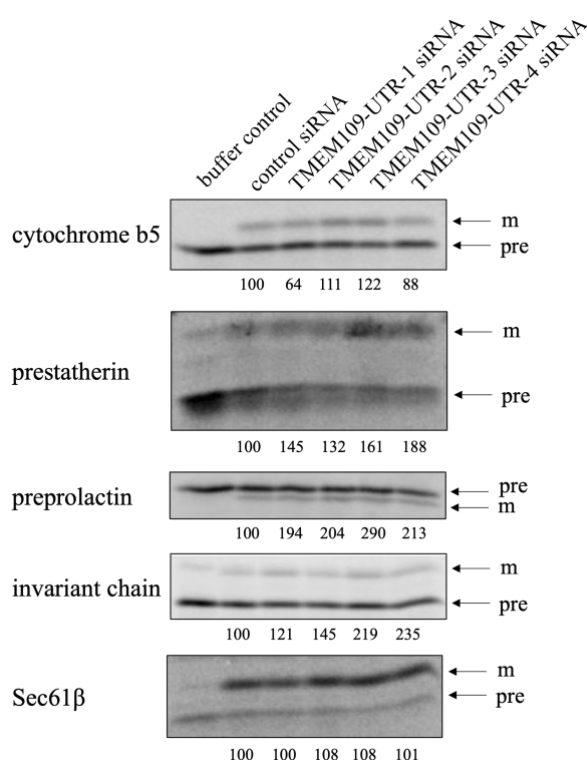 buffer control
control siRNA
TMEM109-UTR-1 siRNA
TMEM109-UTR-2 siRNA
TMEM109-UTR-3 siRNA
TMEM109-UTR-4 siRNA
cytochrome b5
m
pre
100 64 111 122 88
prestatherin
m
pre
100 145 132 161 188
preprolactin
pre
m
100 194 204 290 213
invariant chain
m
pre
100 121 145 219 235
Sec61β
m
pre
100 100 108 108 101